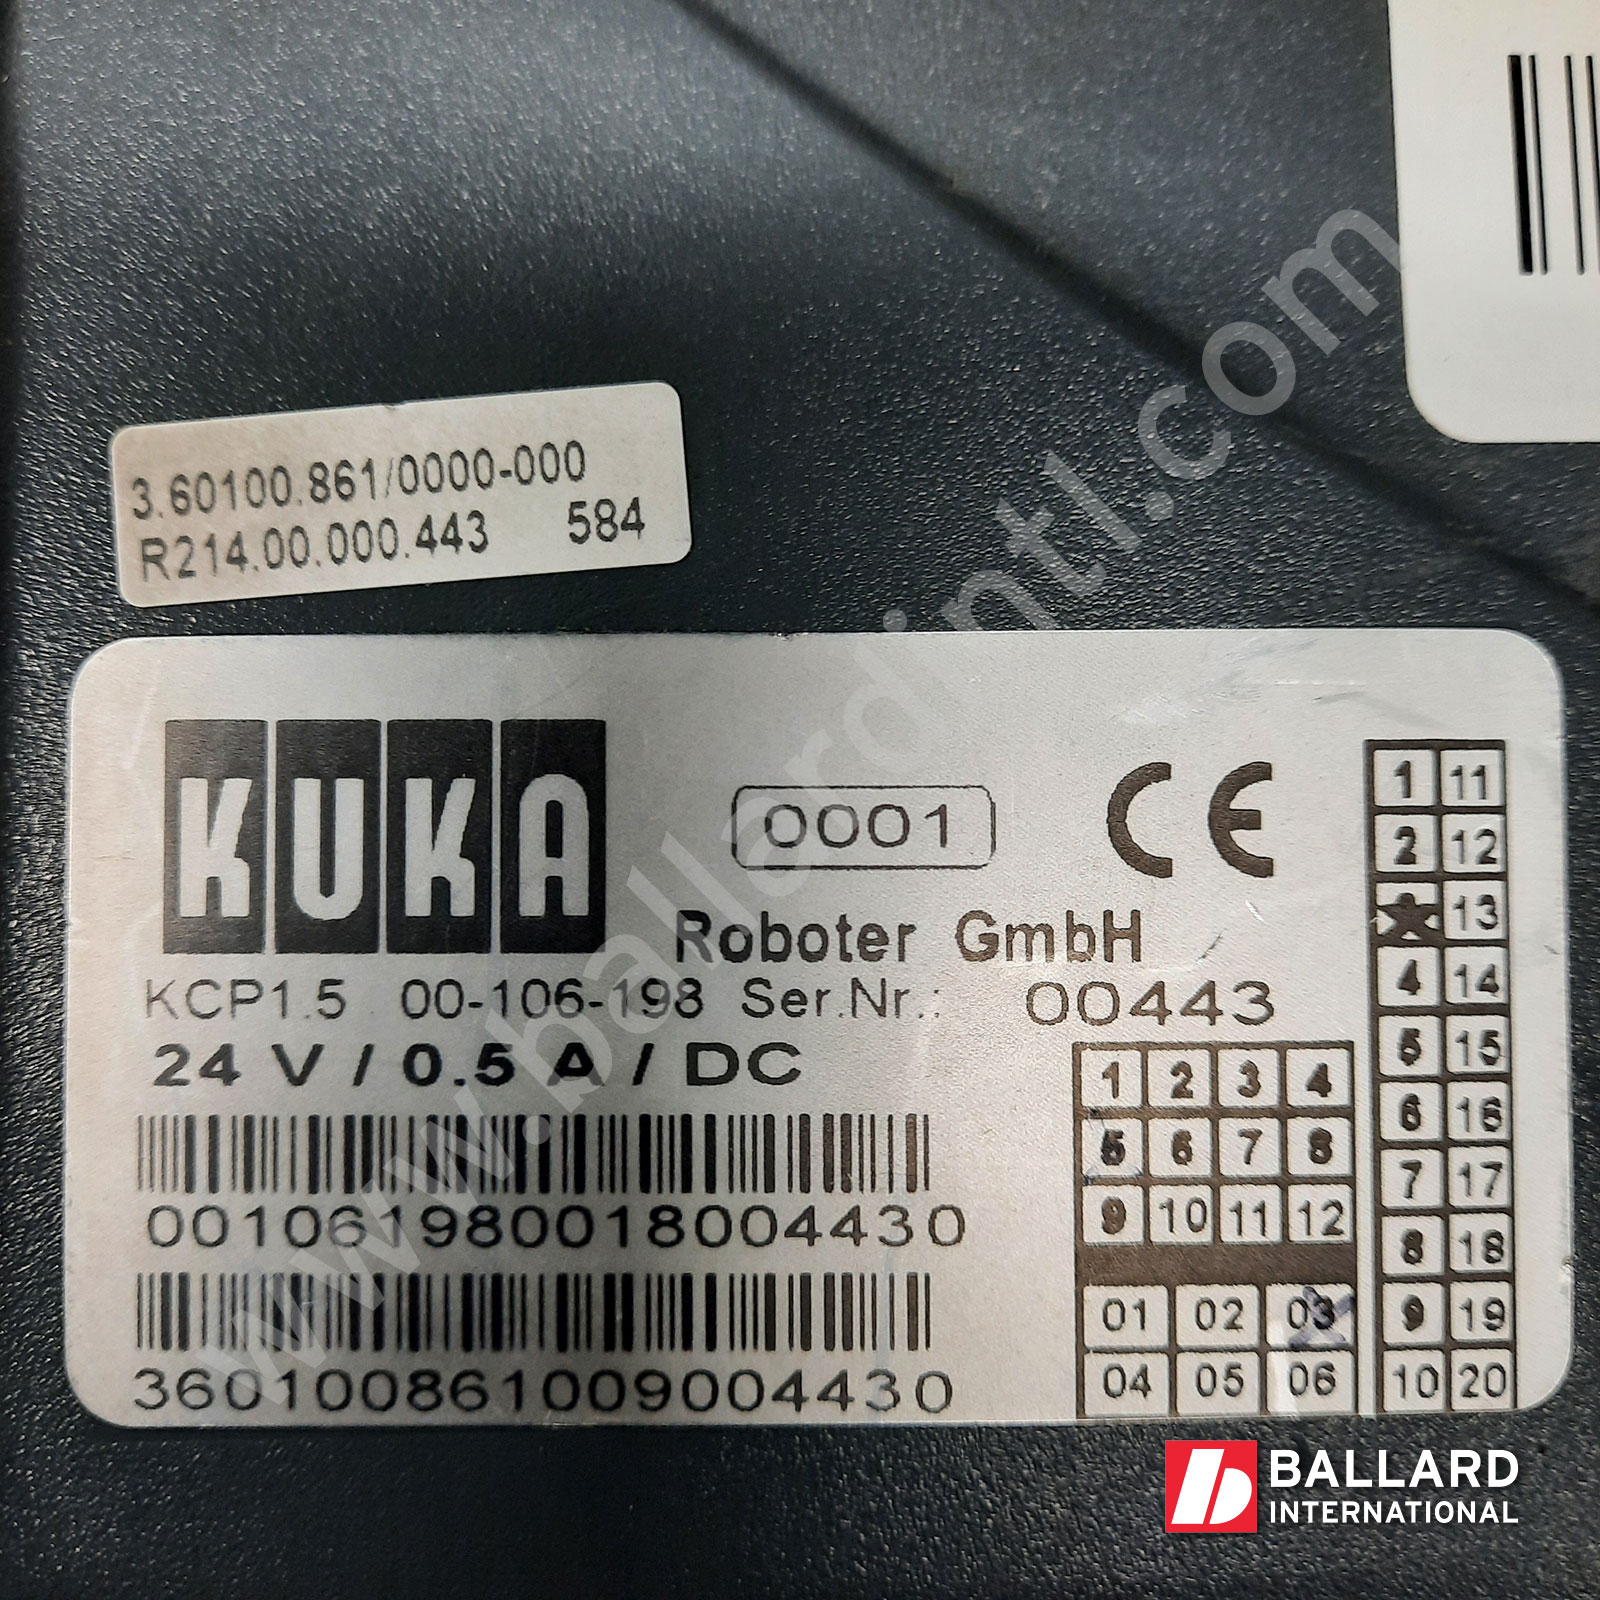 3.60100.861/0000-000
R214.00.000.443 584
KUKA 0001 CE
Roboter GmbH
KCP1.5 00-106-198 Ser.Nr.: 00443
24 V / 0.5 A / DC
001061980018004430
360100861009004430
1 2 3 4
5 6 7 8
9 10 11 12
01 02 03
04 05 06
1 11
2 12
13
4 14
5 15
6 16
7 17
8 18
9 19
10 20
www.ballardintl.com
BALLARD
INTERNATIONAL